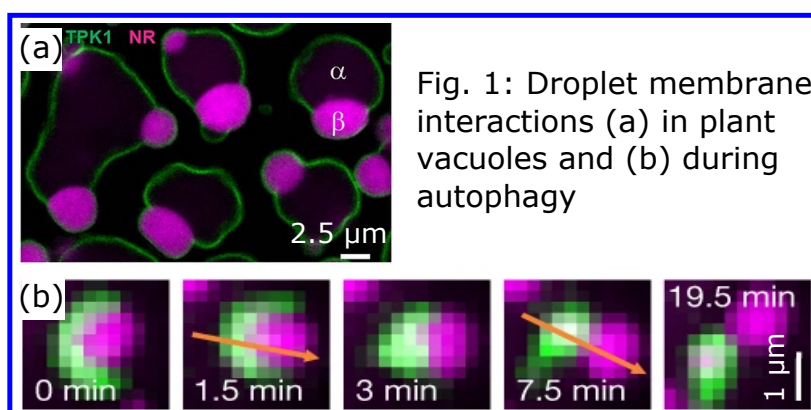 (a) TPK1 NR
α
β
2.5 µm
Fig. 1: Droplet membrane
interactions (a) in plant
vacuoles and (b) during
autophagy
(b)
0 min
1.5 min
3 min
7.5 min
19.5 min
1 µm